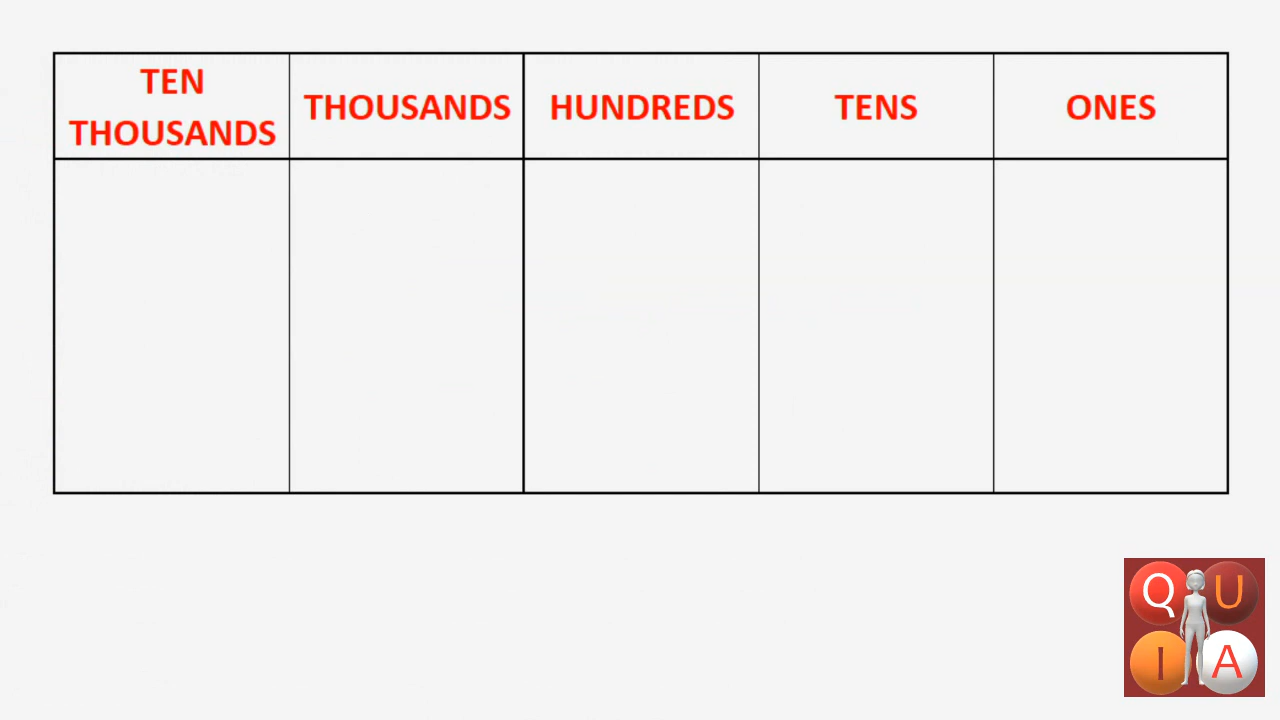 TEN
THOUSANDS
THOUSANDS
HUNDREDS
TENS
ONES
Q U
I A